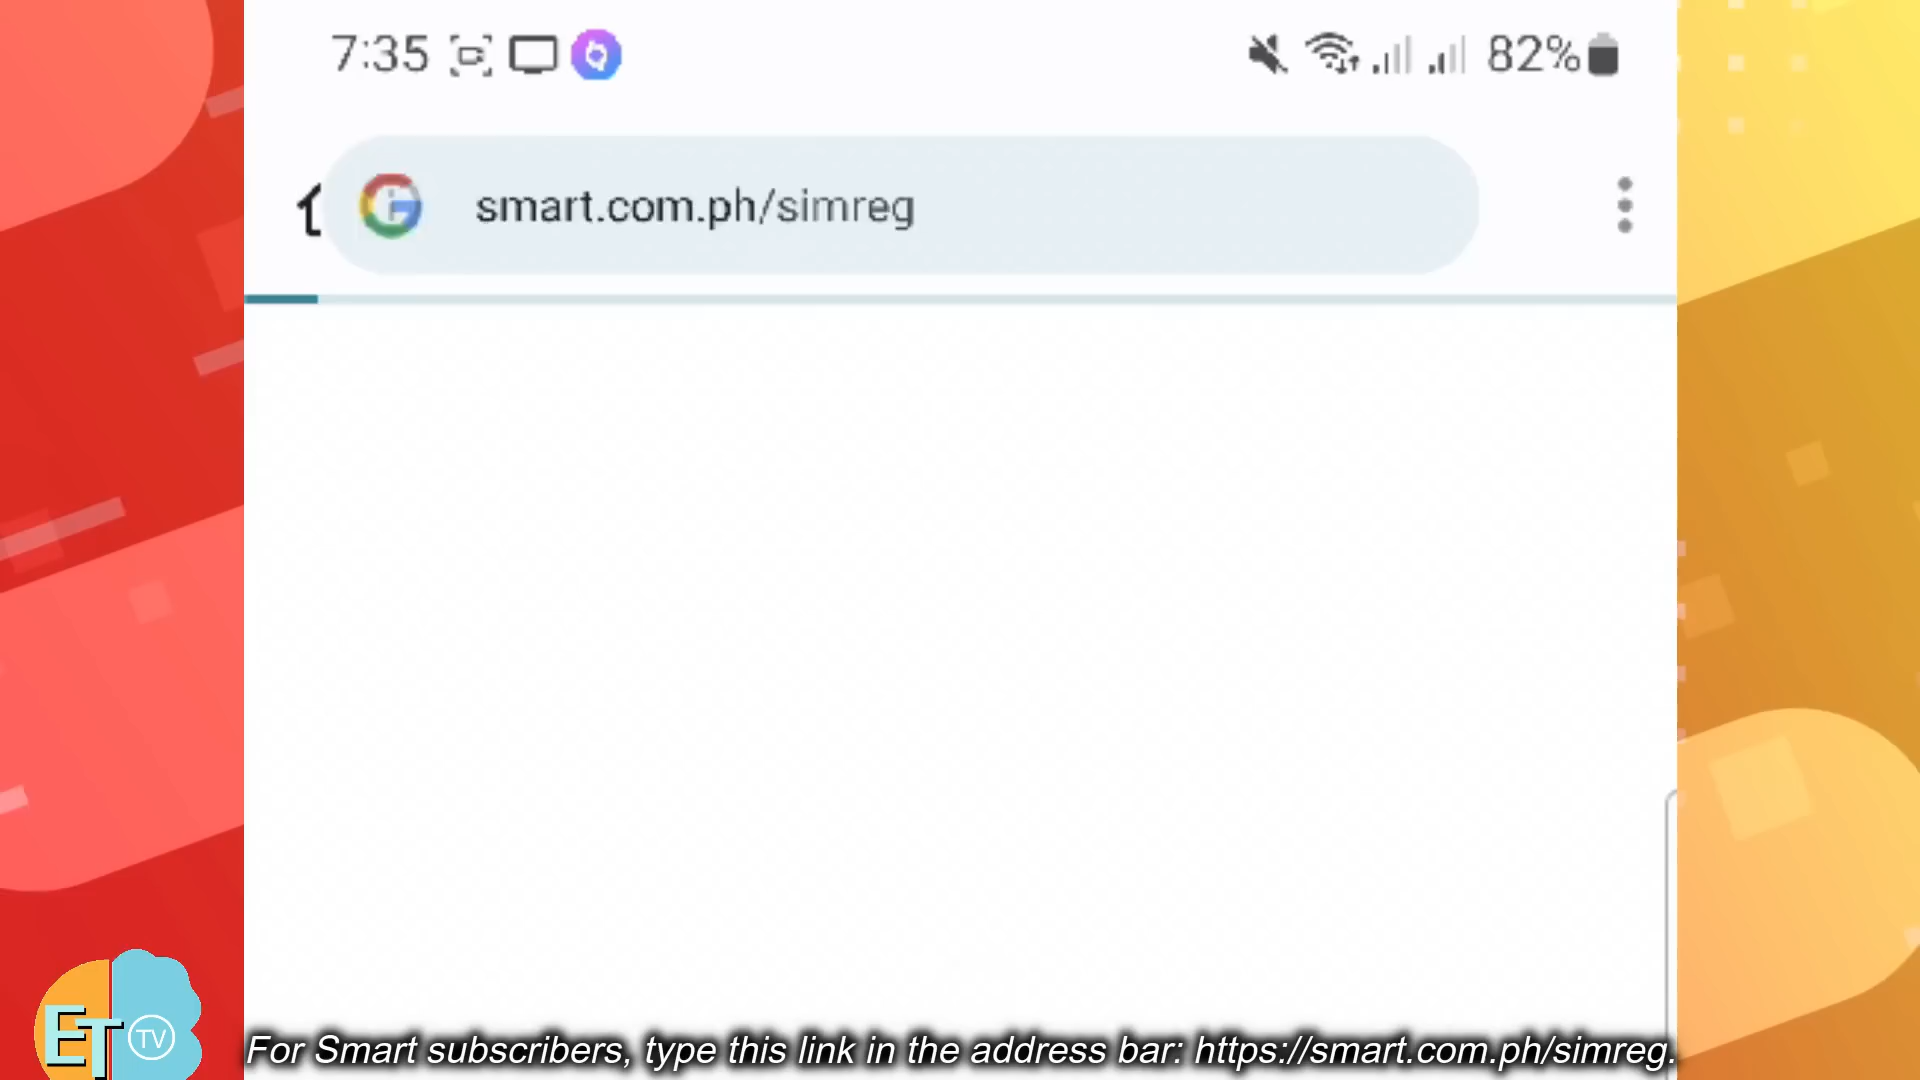 7:35 82%
smart.com.ph/simreg
ET TV
For Smart subscribers, type this link in the address bar: https://smart.com.ph/simreg.